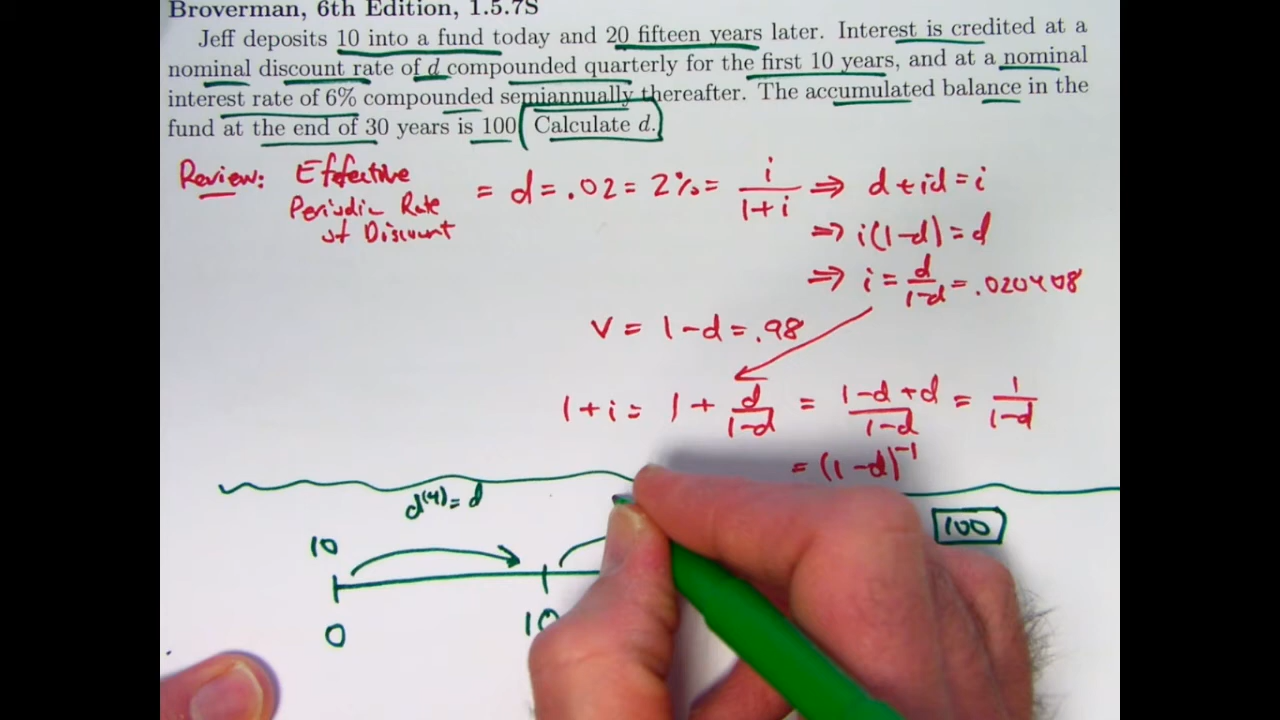 Broverman, 6th Edition, 1.5.7S
Jeff deposits 10 into a fund today and 20 fifteen years later. Interest is credited at a
nominal discount rate of d compounded quarterly for the first 10 years, and at a nominal
interest rate of 6% compounded semiannually thereafter. The accumulated balance in the
fund at the end of 30 years is 100. Calculate d.
Review: Effective = d = .02 = 2% = i/(1+i) ⇒ d + id = i
Periodic Rate
of Discount
⇒ i(1-d) = d
⇒ i = d/(1-d) = .020408
v = 1-d = .98
1+i = 1 + d/(1-d) = (1-d+d)/(1-d) = 1/(1-d)
= (1-d)^-1
d^(4) = d
100
10
0
10